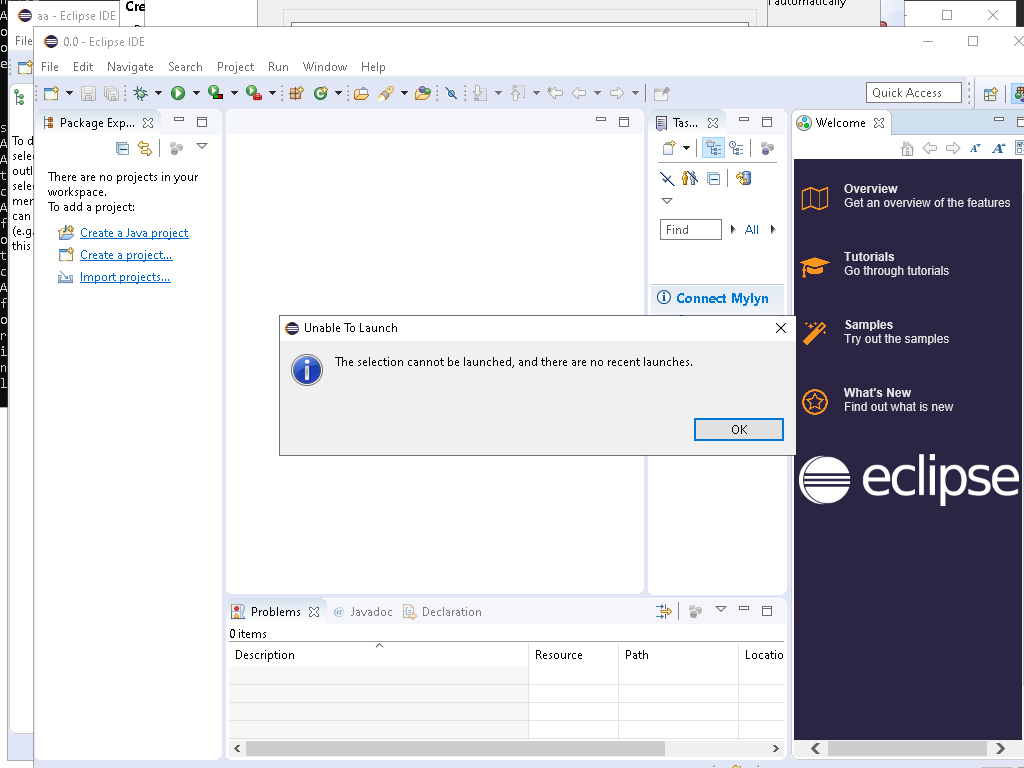 aa - Eclipse IDE
Cre
automatically
File
0.0 - Eclipse IDE
File Edit Navigate Search Project Run Window Help
Quick Access
Package Exp...
Tas...
Welcome
There are no projects in your
workspace.
To add a project:
Create a Java project
Create a project...
Import projects...
To d
sele
outl
sele
mer
can
(e.g.
this
Find
All
Connect Mylyn
Overview
Get an overview of the features
Tutorials
Go through tutorials
Samples
Try out the samples
What's New
Find out what is new
eclipse
Unable To Launch
The selection cannot be launched, and there are no recent launches.
OK
Problems
@ Javadoc
Declaration
0 items
Description Resource Path Locatio